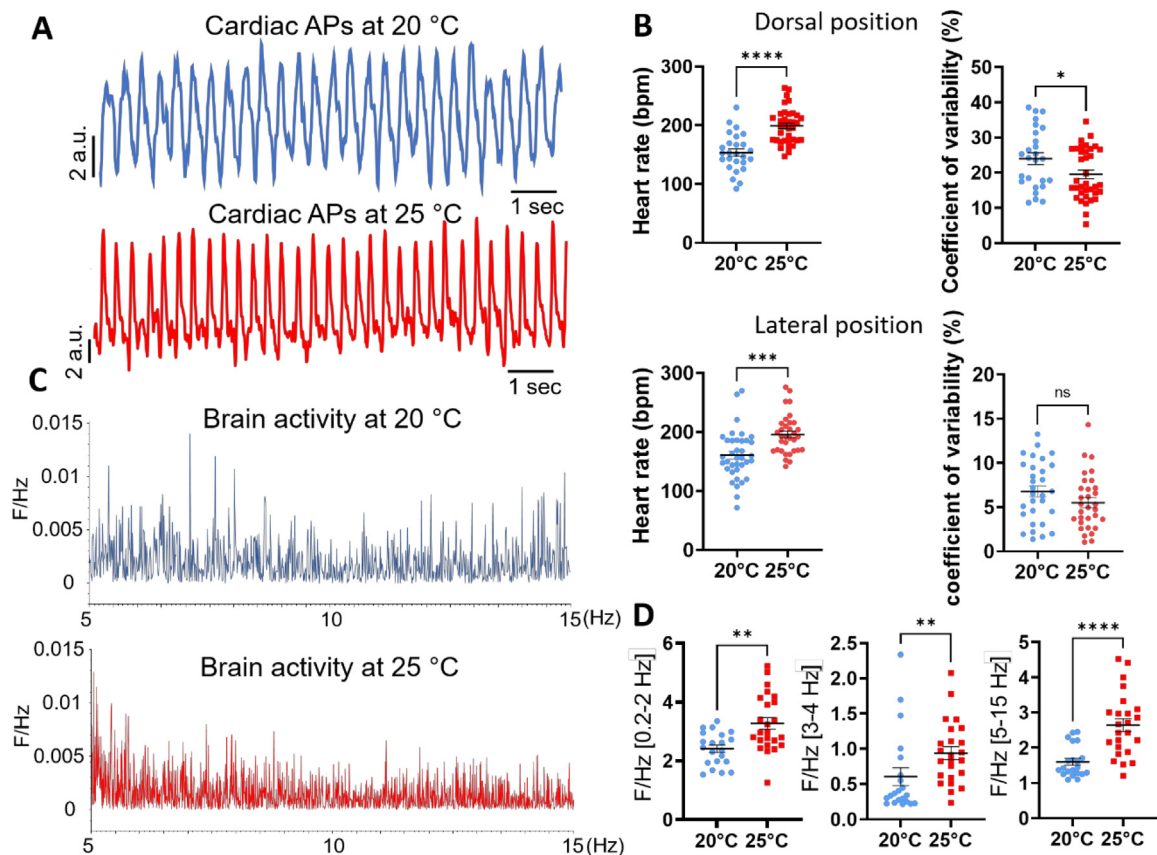 A
Cardiac APs at 20 °C
2 a.u.
1 sec
Cardiac APs at 25 °C
2 a.u.
1 sec
B
Dorsal position
Heart rate (bpm)
300
200
100
0
****
20°C 25°C
Coefficient of variability (%)
50
40
30
20
10
0
*
20°C 25°C
Lateral position
Heart rate (bpm)
300
200
100
0
***
20°C 25°C
coefficient of variability (%)
20
15
10
5
0
ns
20°C 25°C
C
Brain activity at 20 °C
F/Hz
0.015
0.01
0.005
0
5 10 15 (Hz)
Brain activity at 25 °C
F/Hz
0.015
0.01
0.005
0
5 10 15 (Hz)
D
F/Hz [0.2-2 Hz]
6
4
2
0
**
20°C 25°C
F/Hz [3-4 Hz]
2.5
2.0
1.5
1.0
0.5
0.0
**
20°C 25°C
F/Hz [5-15 Hz]
5
4
3
2
1
0
****
20°C 25°C